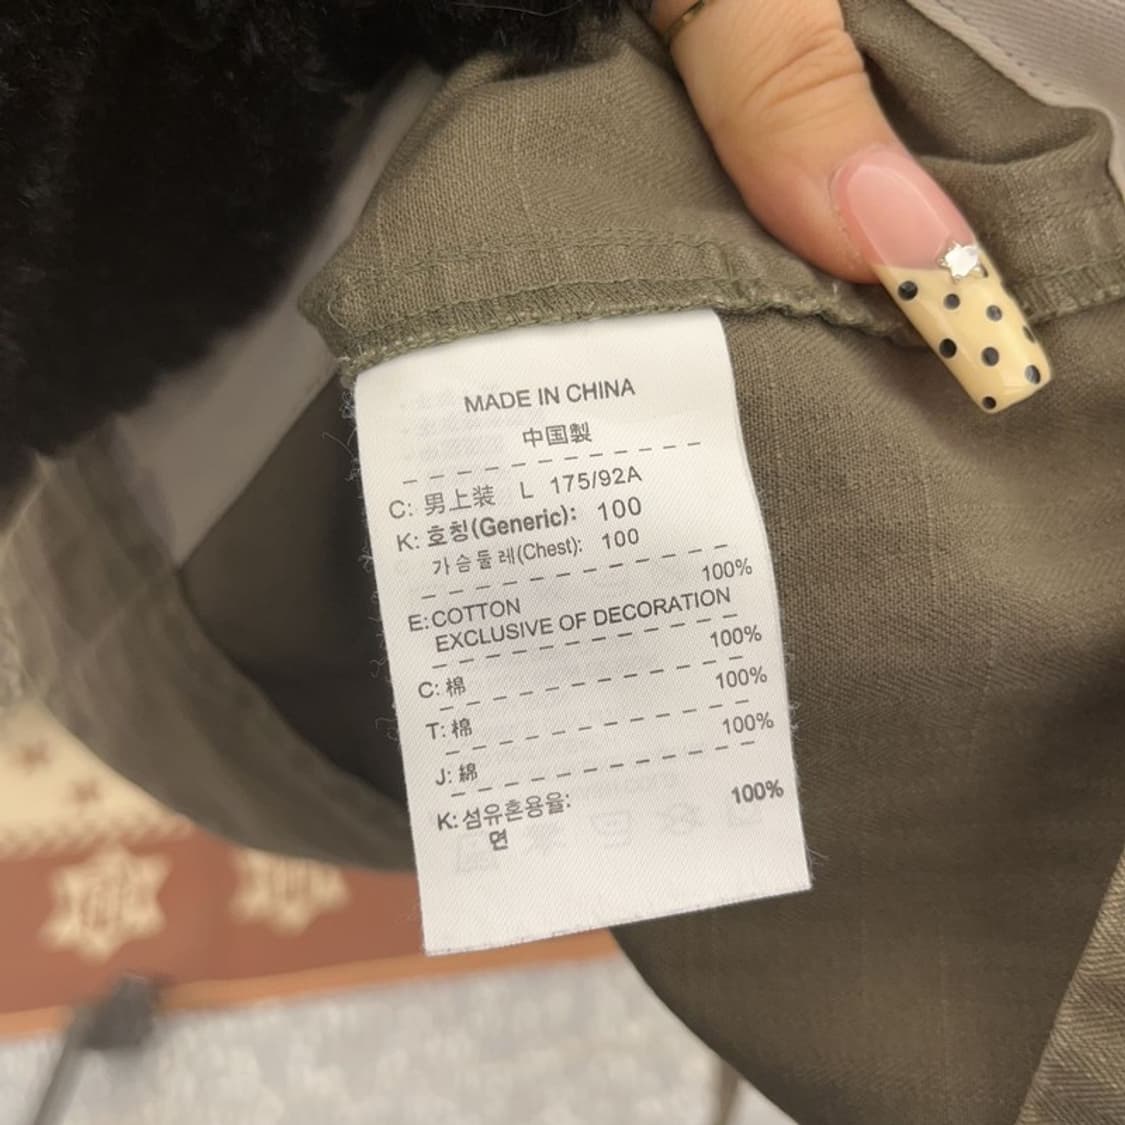 MADE IN CHINA
中国製
C: 男上装 L 175/92A
K: 호칭(Generic): 100
가슴둘레(Chest): 100
E:COTTON 100%
EXCLUSIVE OF DECORATION
C: 棉 100%
T: 棉 100%
J: 綿 100%
K: 섬유혼용율:
면 100%